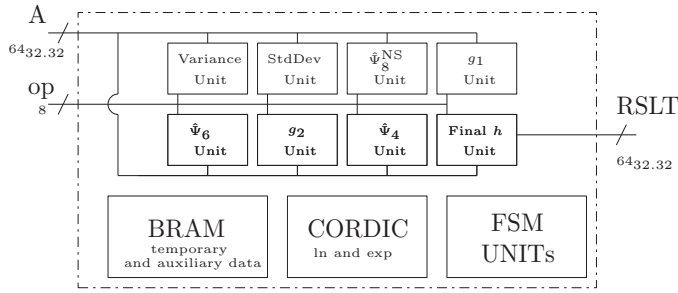 A
64 32.32
op
8
Variance Unit
StdDev Unit
Ψ̂₈ᴺˢ Unit
g₁ Unit
Ψ̂₆ Unit
g₂ Unit
Ψ̂₄ Unit
Final h Unit
RSLT
64 32.32
BRAM
temporary
and auxiliary data
CORDIC
ln and exp
FSM
UNITs